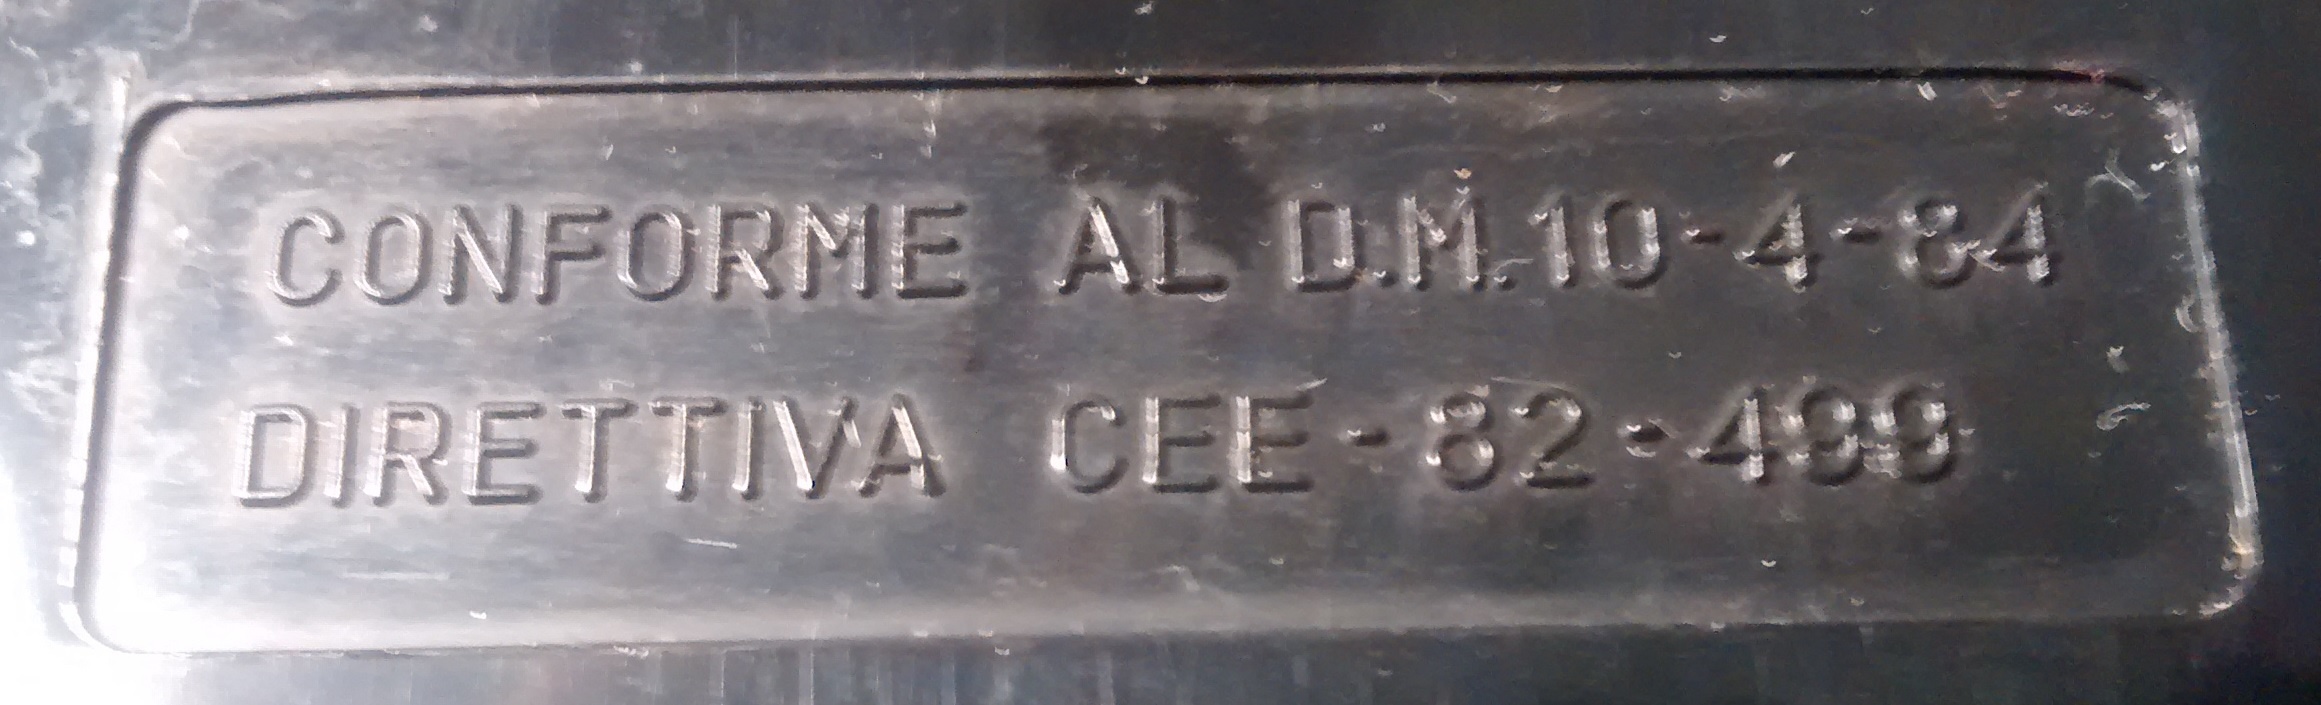 CONFORME AL D.M.10-4-84
DIRETTIVA CEE-82-499